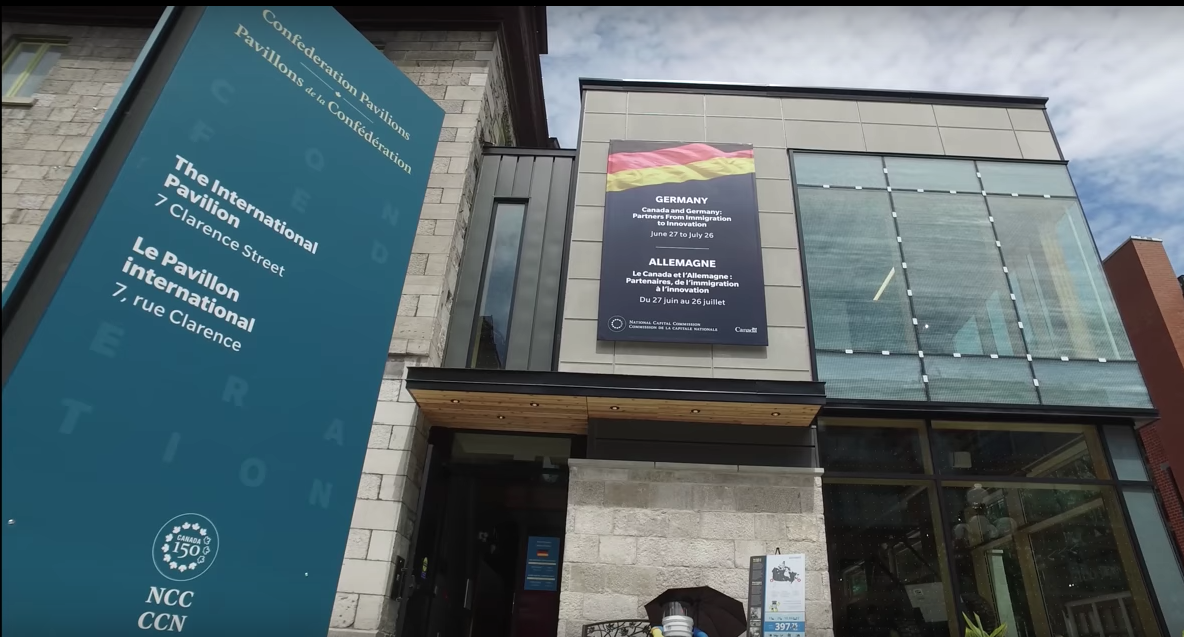 Confederation Pavilions
Pavillons de la Confédération
The International
Pavilion
7 Clarence Street
Le Pavillon
international
7, rue Clarence
C
O
N
F
E
D
E
R
A
T
I
O
N
CANADA
150
NCC
CCN
GERMANY
Canada and Germany:
Partners From Immigration
to Innovation
June 27 to July 26
ALLEMAGNE
Le Canada et l'Allemagne :
Partenaires, de l'immigration
à l'innovation
Du 27 juin au 26 juillet
NATIONAL CAPITAL COMMISSION
COMMISSION DE LA CAPITALE NATIONALE
Canada
397